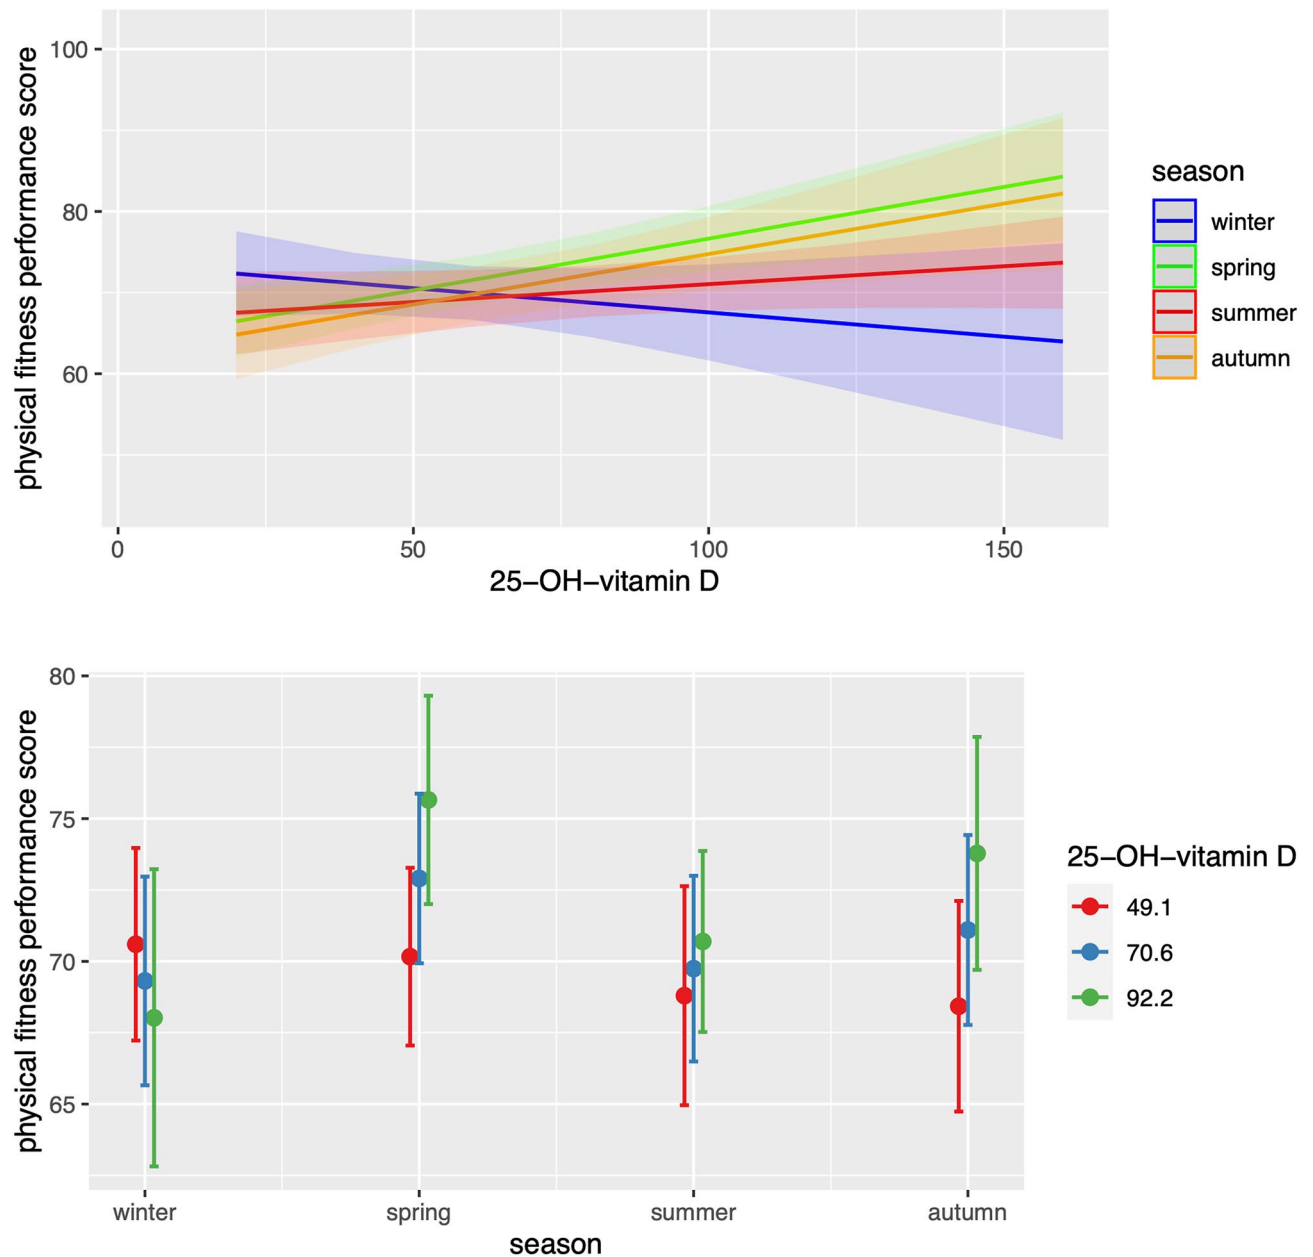 physical fitness performance score
100
80
60
0
50
100
150
25−OH−vitamin D
season
winter
spring
summer
autumn
physical fitness performance score
80
75
70
65
winter
spring
summer
autumn
season
25−OH−vitamin D
49.1
70.6
92.2